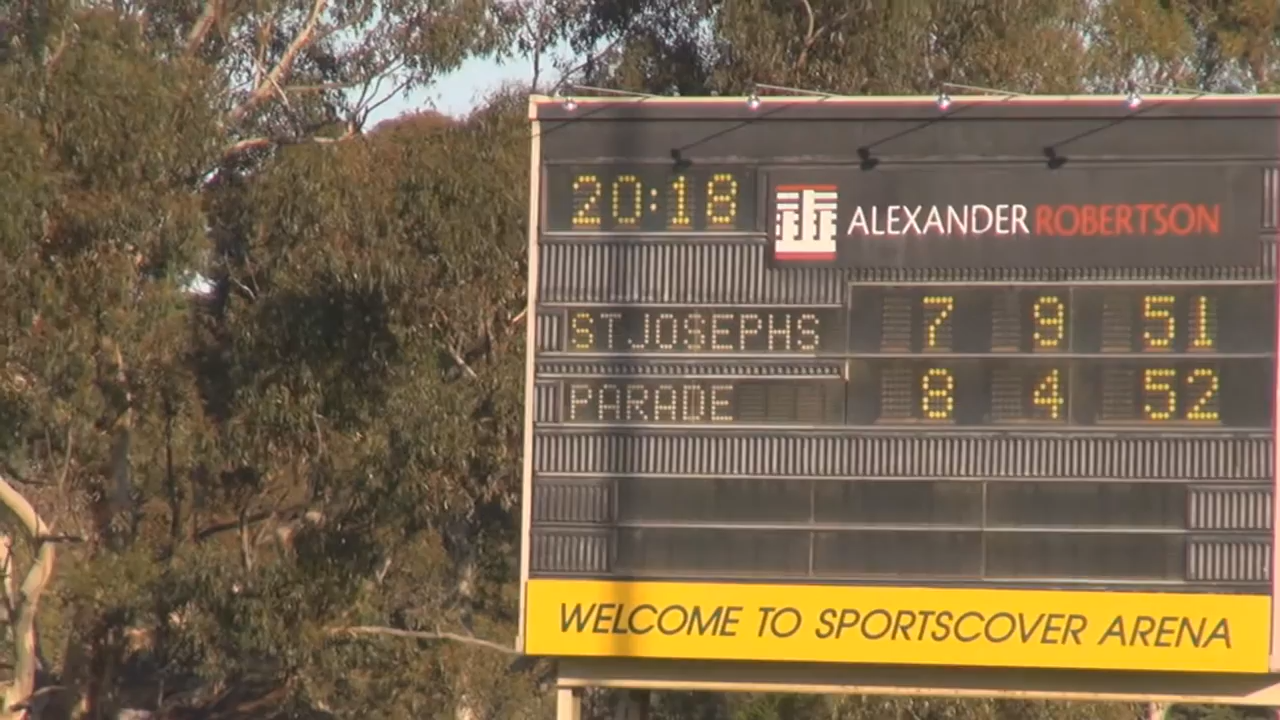 20:18
ALEXANDER ROBERTSON
STJOSEPHS 7 9 51
PARADE 8 4 52
WELCOME TO SPORTSCOVER ARENA